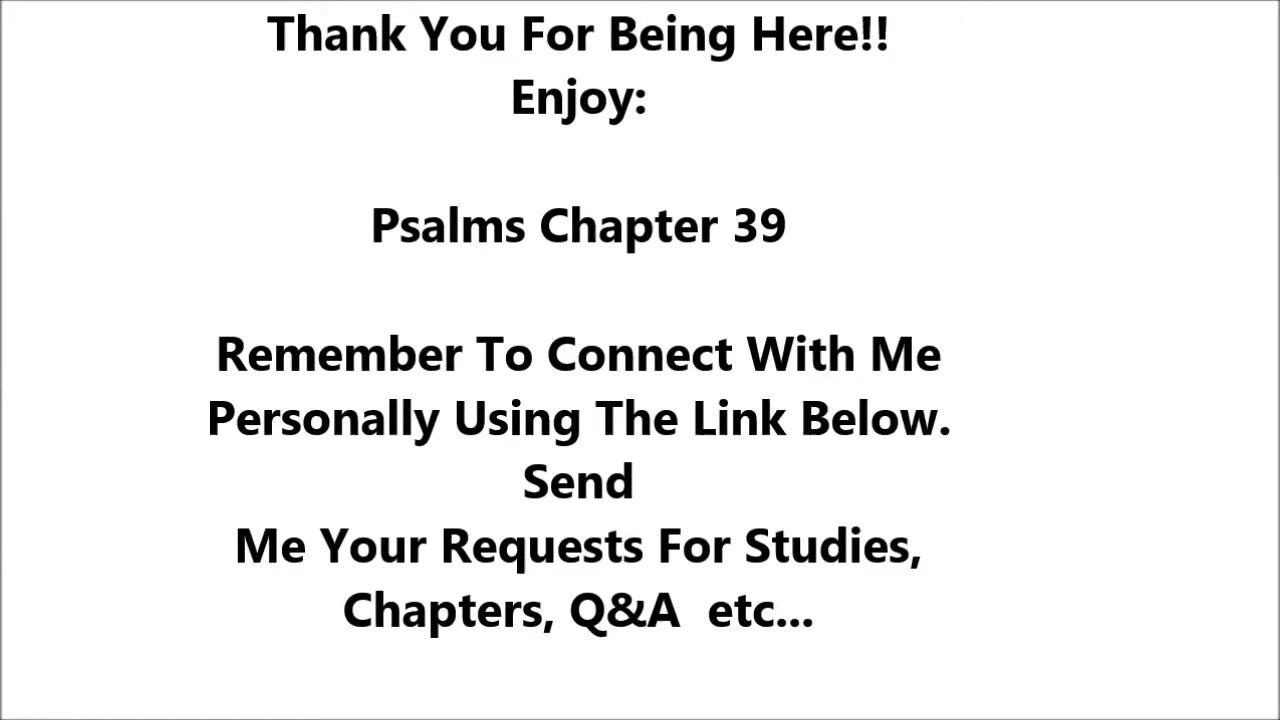 Thank You For Being Here!!
Enjoy:
Psalms Chapter 39
Remember To Connect With Me
Personally Using The Link Below.
Send
Me Your Requests For Studies,
Chapters, Q&A  etc...